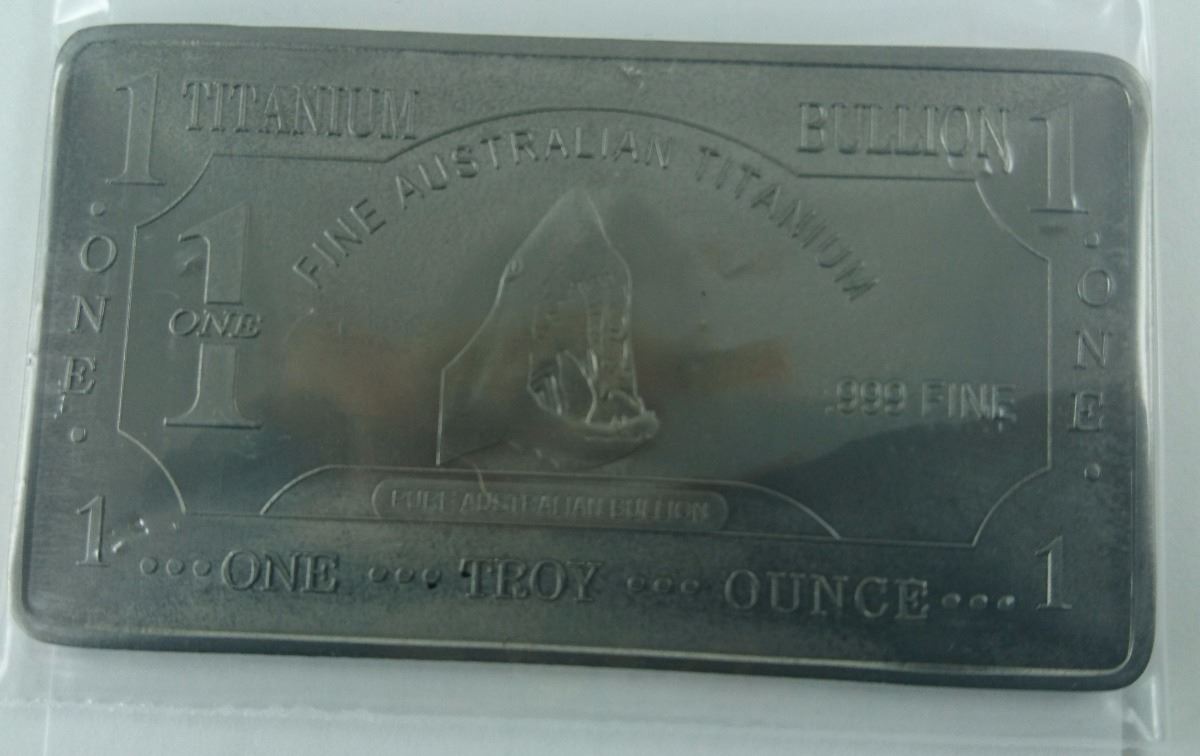 1 TITANIUM BULLION 1
FINE AUSTRALIAN TITANIUM
ONE
ONE
1
ONE
.999 FINE
PURE AUSTRALIAN BULLION
1 ONE TROY OUNCE 1